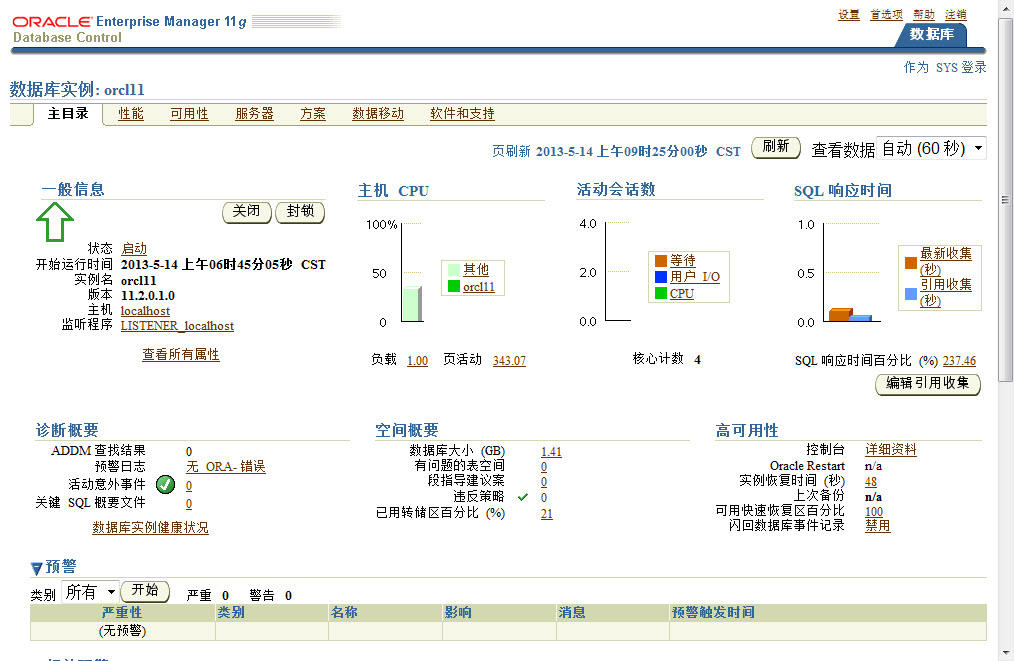 设置 首选项 帮助 注销
ORACLE Enterprise Manager 11g
Database Control
数据库
作为 SYS 登录
数据库实例: orcl11
主目录 性能 可用性 服务器 方案 数据移动 软件和支持
页刷新 2013-5-14 上午09时25分00秒 CST 刷新 查看数据 自动 (60 秒)
一般信息
关闭 封锁
状态 启动
开始运行时间 2013-5-14 上午06时45分05秒 CST
实例名 orcl11
版本 11.2.0.1.0
主机 localhost
监听程序 LISTENER_localhost
查看所有属性
主机 CPU
100%
50
0
其他
orcl11
负载 1.00 页活动 343.07
活动会话数
4.0
2.0
0.0
等待
用户 I/O
CPU
核心计数 4
SQL 响应时间
1.0
0.5
0.0
最新收集
(秒)
引用收集
(秒)
SQL 响应时间百分比 (%) 237.46
编辑引用收集
诊断概要
ADDM 查找结果 0
预警日志 无 ORA- 错误
活动意外事件 0
关键 SQL 概要文件 0
数据库实例健康状况
空间概要
数据库大小 (GB) 1.41
有问题的表空间 0
段指导建议案 0
违反策略 0
已用转储区百分比 (%) 21
高可用性
控制台 详细资料
Oracle Restart n/a
实例恢复时间 (秒) 48
上次备份 n/a
可用快速恢复区百分比 100
闪回数据库事件记录 禁用
预警
类别 所有 开始 严重 0 警告 0
严重性 类别 名称 影响 消息 预警触发时间
(无预警)